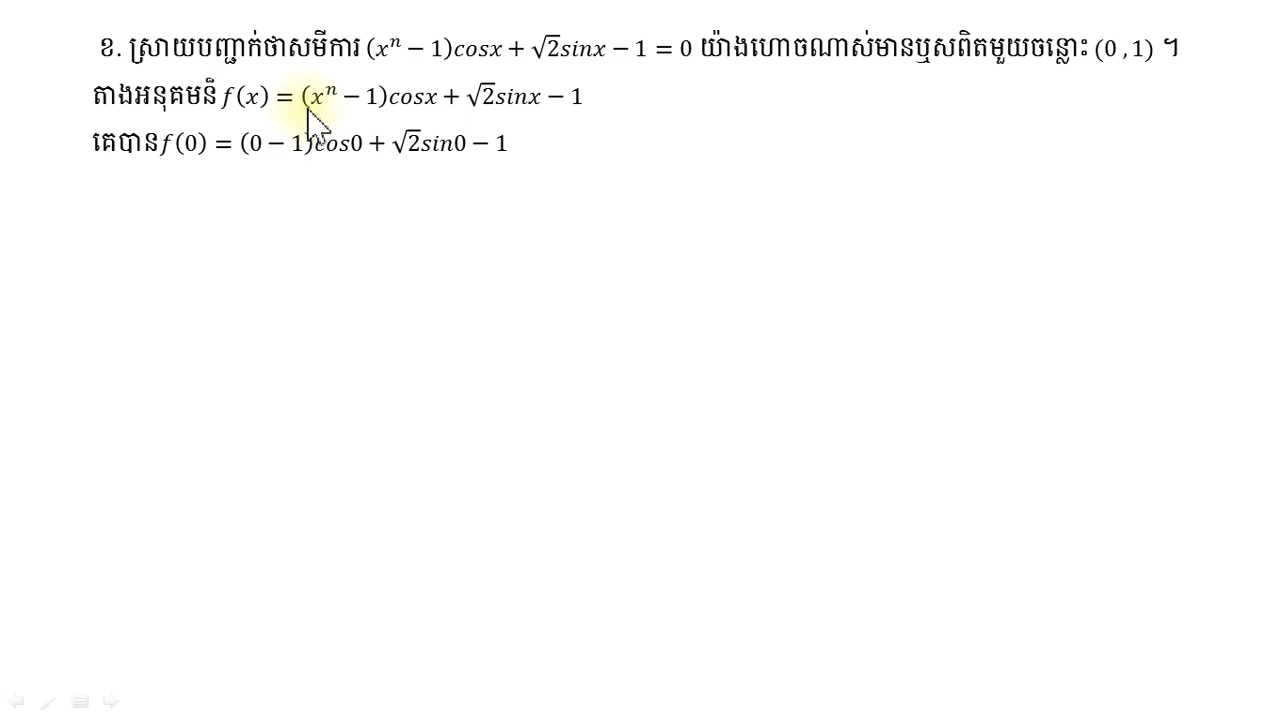 ខ. ស្រាយបញ្ជាក់ថាសមីការ (xⁿ − 1)cosx + √2sinx − 1 = 0 យ៉ាងហោចណាស់មានឬសពិតមួយចន្លោះ (0 , 1) ។
តាងអនុគមន៍ f(x) = (xⁿ − 1)cosx + √2sinx − 1
គេបាន f(0) = (0 − 1)cos0 + √2sin0 − 1